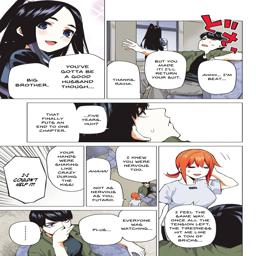 AHHH... I'M
BEAT...
BUT YOU
MADE IT!
I'LL
RETURN
YOUR SUIT.
THANKS,
RAIHA.
YOU'VE
GOTTA BE
A GOOD
HUSBAND
THOUGH...
BIG
BROTHER.
...FIVE
YEARS,
HUH?
THAT
FINALLY
PUTS AN
END TO ONE
CHAPTER.
I KNEW
YOU WERE
NERVOUS
TOO.
AHAHA!
NOT AS
NERVOUS
AS YOU,
FUTARO.
YOUR
HANDS
WERE
SHAKING
LIKE CRAZY
DURING
THE KISS!
I-I
COULDN'T
HELP IT!
I FEEL THE
SAME WAY.
ONCE ALL
THE TENSION
LEFT,
THE
TIREDNESS
HIT ME LIKE
A TON OF
BRICKS...
EVERYONE
WAS
WATCHING...
PLUS...